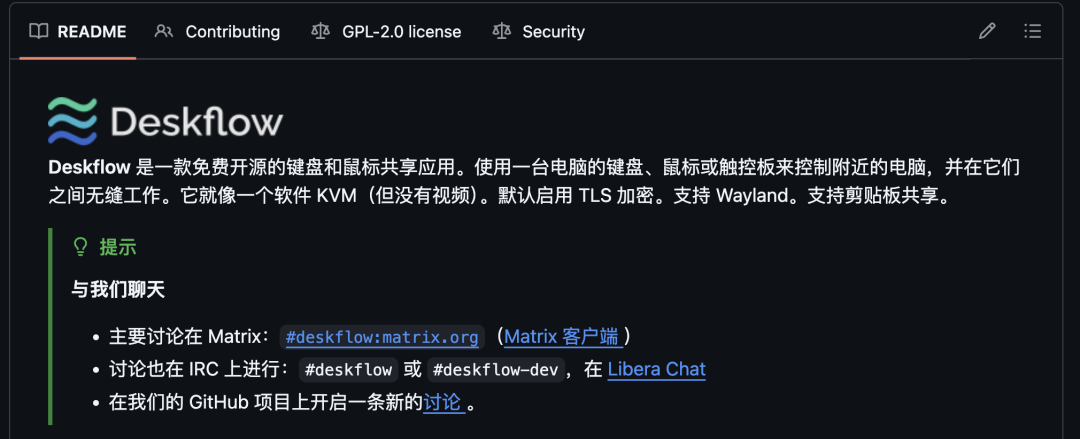 README Contributing GPL-2.0 license Security
Deskflow
Deskflow 是一款免费开源的键盘和鼠标共享应用。使用一台电脑的键盘、鼠标或触控板来控制附近的电脑，并在它们
之间无缝工作。它就像一个软件 KVM（但没有视频）。默认启用 TLS 加密。支持 Wayland。支持剪贴板共享。
提示
与我们聊天
• 主要讨论在 Matrix：#deskflow:matrix.org（Matrix 客户端 ）
• 讨论也在 IRC 上进行：#deskflow 或 #deskflow-dev，在 Libera Chat
• 在我们的 GitHub 项目上开启一条新的讨论 。